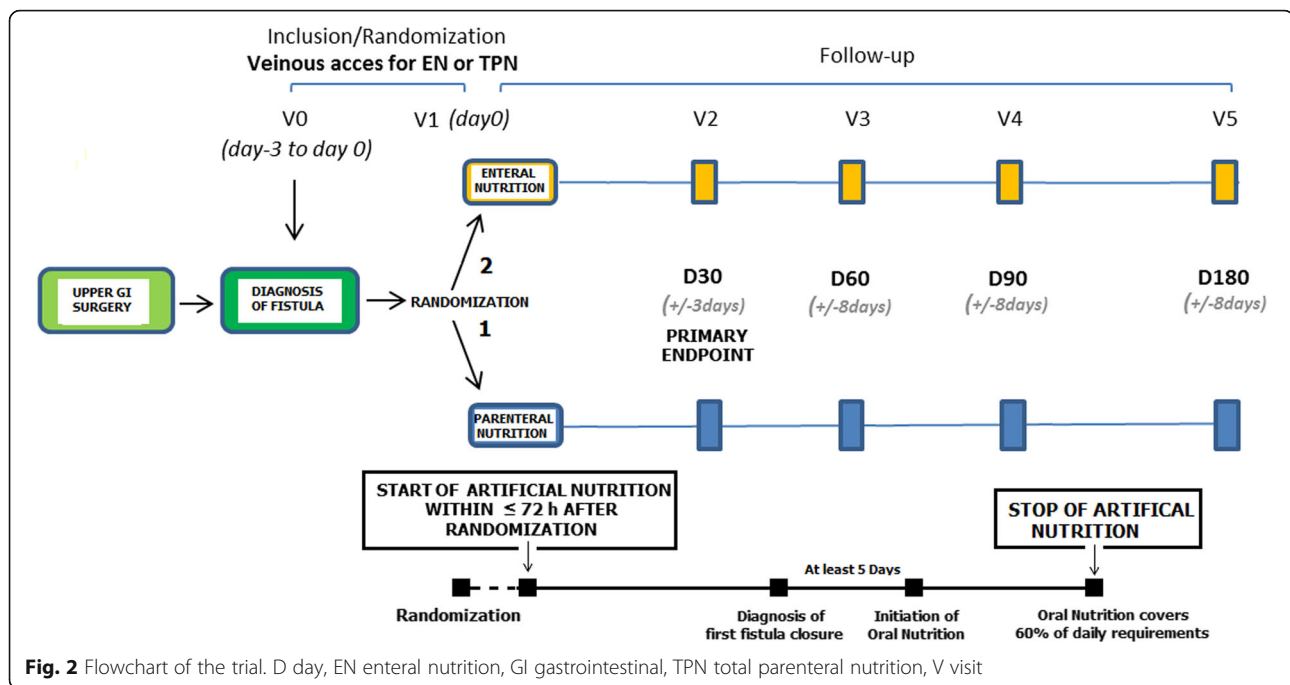 Inclusion/Randomization
Veinous acces for EN or TPN
Follow-up
V0
(day-3 to day 0)
V1 (day0)
V2
V3
V4
V5
ENTERAL
NUTRITION
UPPER GI
SURGERY
DIAGNOSIS
OF FISTULA
RANDOMIZATION
2
1
D30
(+/-3days)
PRIMARY
ENDPOINT
D60
(+/-8days)
D90
(+/-8days)
D180
(+/-8days)
PARENTERAL
NUTRITION
START OF ARTIFICIAL NUTRITION
WITHIN ≤ 72 h AFTER
RANDOMIZATION
STOP OF ARTIFICAL
NUTRITION
At least 5 Days
Randomization
Diagnosis of
first fistula closure
Initiation of
Oral Nutrition
Oral Nutrition covers
60% of daily requirements
Fig. 2 Flowchart of the trial. D day, EN enteral nutrition, GI gastrointestinal, TPN total parenteral nutrition, V visit